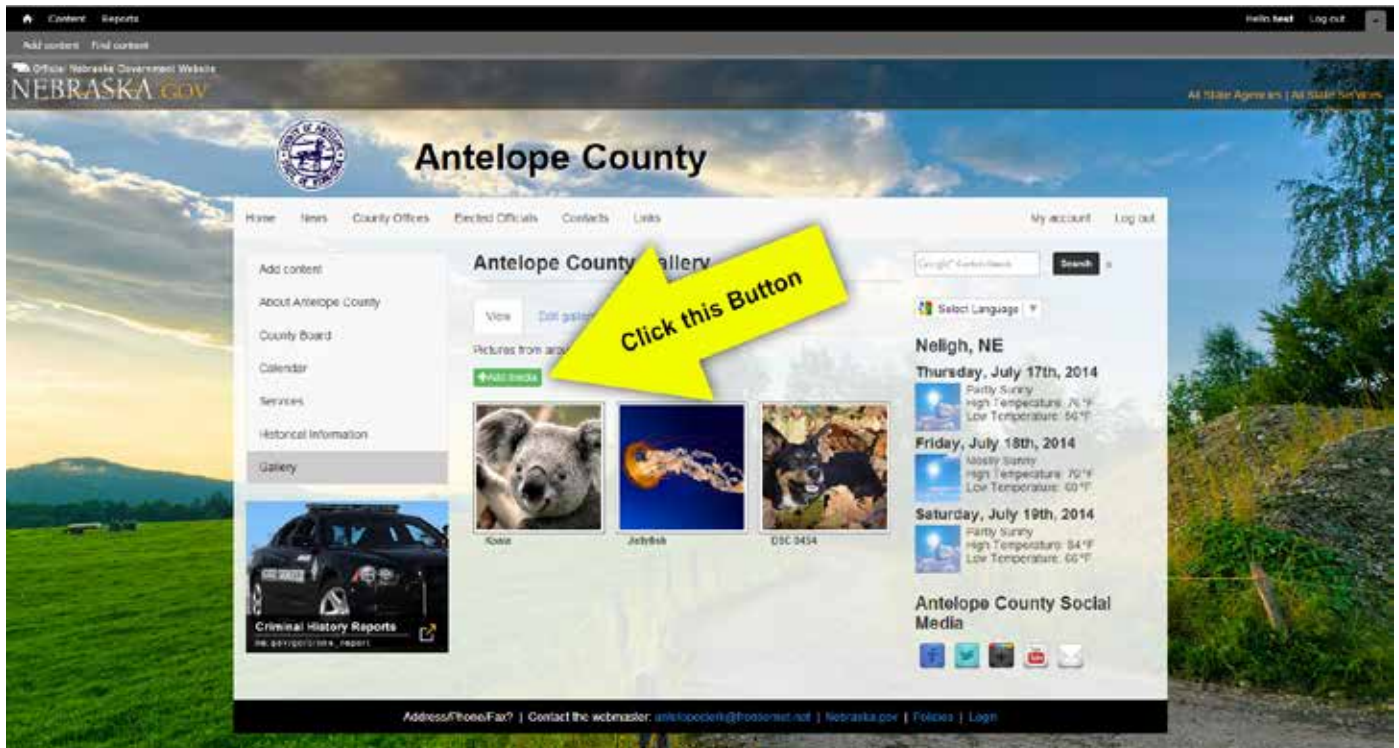 Content Reports Hello test Log out
Add content Find content
Official Nebraska Government Website
NEBRASKA.GOV
All State Agencies | All State Services
Antelope County
Home News County Offices Elected Officials Contacts Links My account Log out
Add content
About Antelope County
County Board
Calendar
Services
Historical Information
Gallery
Criminal History Reports
Antelope County Gallery
View Edit gallery
Pictures from
+Add media
Click this Button
Koala Jellyfish DSC 0454
Search
Select Language
Neligh, NE
Thursday, July 17th, 2014
Partly Sunny
High Temperature: 76 °F
Low Temperature: 56 °F
Friday, July 18th, 2014
Mostly Sunny
High Temperature: 79 °F
Low Temperature: 60 °F
Saturday, July 19th, 2014
Partly Sunny
High Temperature: 84 °F
Low Temperature: 66 °F
Antelope County Social
Media
Address/Phone/Fax? | Contact the webmaster: | Nebraska.gov | Policies | Login